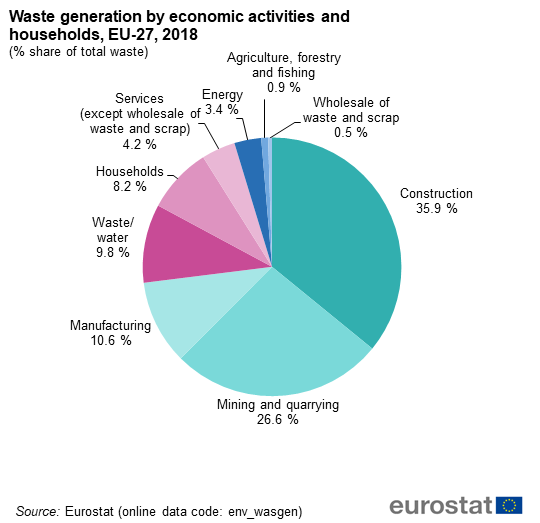 Waste generation by economic activities and
households, EU-27, 2018
(% share of total waste)
Agriculture, forestry
and fishing
0.9 %
Energy
3.4 %
Services
(except wholesale of
waste and scrap)
4.2 %
Wholesale of
waste and scrap
0.5 %
Households
8.2 %
Construction
35.9 %
Waste/
water
9.8 %
Manufacturing
10.6 %
Mining and quarrying
26.6 %
Source: Eurostat (online data code: env_wasgen)
eurostat